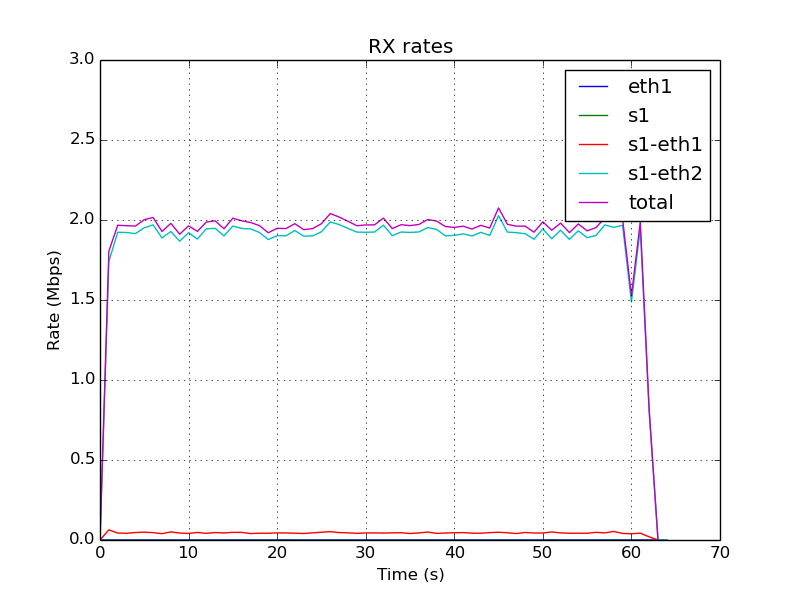 RX rates
3.0
2.5
2.0
1.5
1.0
0.5
0.0
Rate (Mbps)
eth1
s1
s1-eth1
s1-eth2
total
0 10 20 30 40 50 60 70
Time (s)